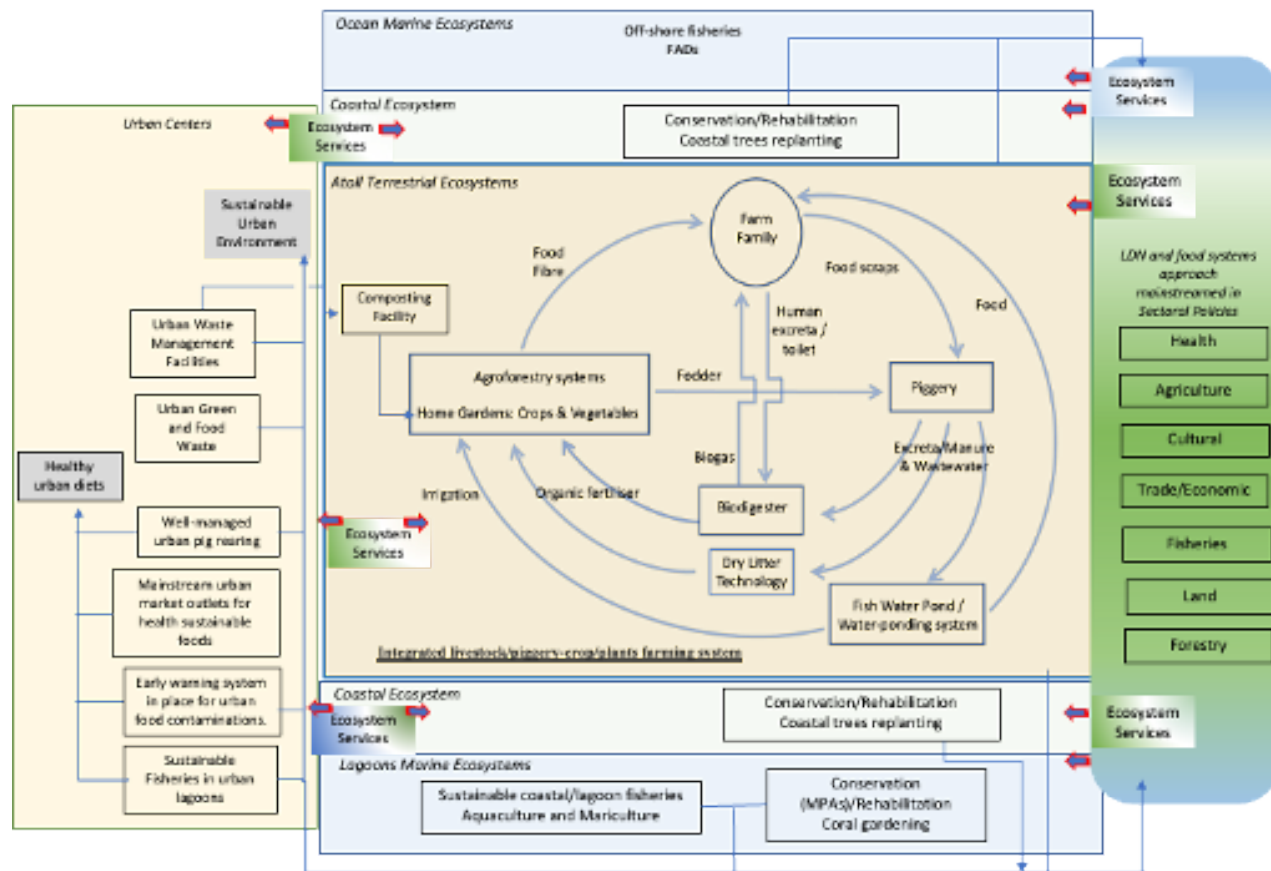 Ocean Marine Ecosystems
Off-shore fisheries
FADs
Ecosystem
Services
Coastal Ecosystem
Conservation/Rehabilitation
Coastal trees replanting
Urban Centers
Ecosystem
Services
Atoll Terrestrial Ecosystems
Ecosystem
Services
Sustainable
Urban
Environment
Farm
Family
Food
Fibre
Food scraps
Food
LDN and food systems
approach
mainstreamed in
Sectoral Policies
Composting
Facility
Human
excreta /
toilet
Urban Waste
Management
Facilities
Health
Agroforestry systems
Home Gardens: Crops & Vegetables
Fodder
Piggery
Agriculture
Urban Green
and Food
Waste
Cultural
Healthy
urban diets
Biogas
Excreta/Manure
& Wastewater
Irrigation
Organic fertiliser
Trade/Economic
Biodigester
Well-managed
urban pig rearing
Ecosystem
Services
Fisheries
Dry Litter
Technology
Mainstream urban
market outlets for
health sustainable
foods
Fish Water Pond /
Water-ponding system
Land
Integrated livestock/piggery-crop/plants farming system
Forestry
Early warning system
in place for urban
food contaminations.
Coastal Ecosystem
Ecosystem
Services
Conservation/Rehabilitation
Coastal trees replanting
Ecosystem
Services
Sustainable
Fisheries in urban
lagoons
Lagoons Marine Ecosystems
Sustainable coastal/lagoon fisheries
Aquaculture and Mariculture
Conservation
(MPAs)/Rehabilitation
Coral gardening